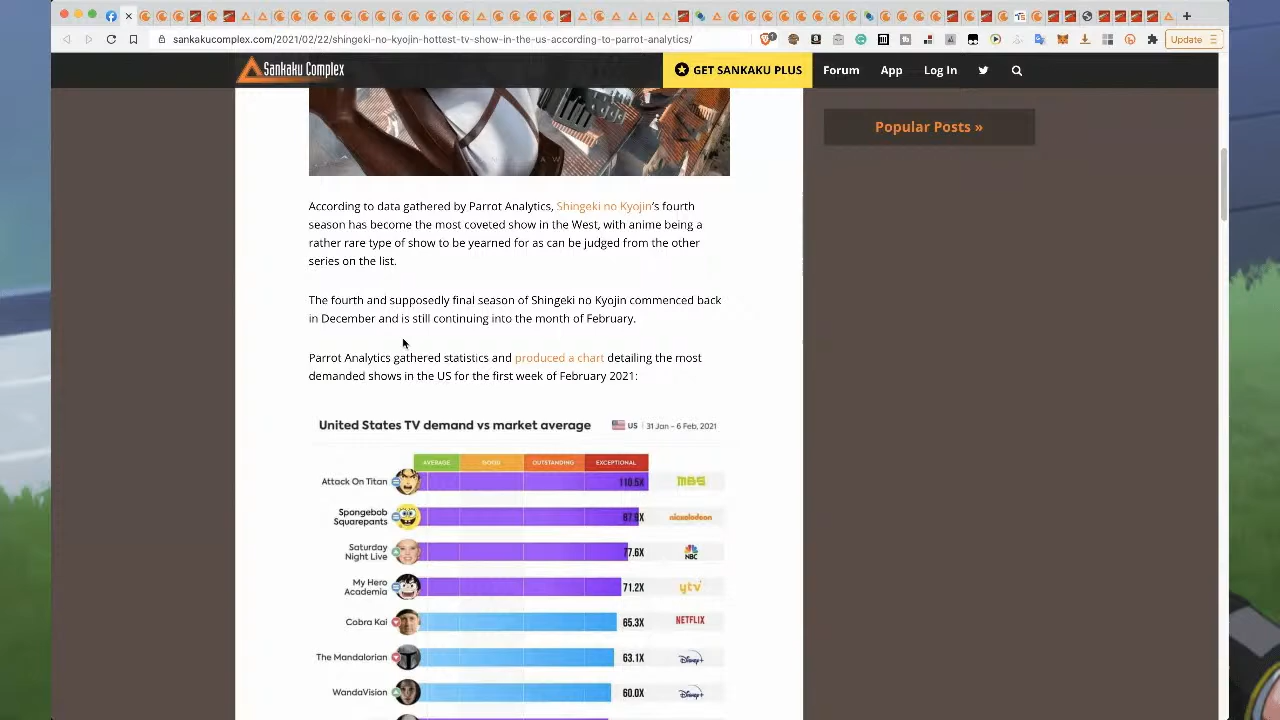 sankakucomplex.com/2021/02/22/shingeki-no-kyojin-hottest-tv-show-in-the-us-according-to-parrot-analytics/
Update
Sankaku Complex
GET SANKAKU PLUS
Forum
App
Log In
Popular Posts »
According to data gathered by Parrot Analytics, Shingeki no Kyojin's fourth
season has become the most coveted show in the West, with anime being a
rather rare type of show to be yearned for as can be judged from the other
series on the list.
The fourth and supposedly final season of Shingeki no Kyojin commenced back
in December and is still continuing into the month of February.
Parrot Analytics gathered statistics and produced a chart detailing the most
demanded shows in the US for the first week of February 2021:
United States TV demand vs market average
US | 31 Jan - 6 Feb, 2021
AVERAGE GOOD OUTSTANDING EXCEPTIONAL
Attack On Titan 110.5X MBS
Spongebob
Squarepants
87.9X nickelodeon
Saturday
Night Live
77.6X NBC
My Hero
Academia
71.2X ytv
Cobra Kai 65.3X NETFLIX
The Mandalorian 63.1X Disney+
WandaVision 60.0X Disney+